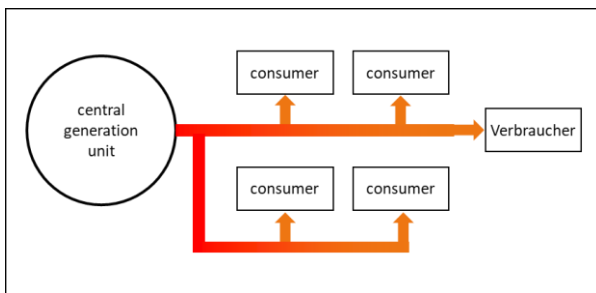 central
generation
unit
consumer
consumer
Verbraucher
consumer
consumer